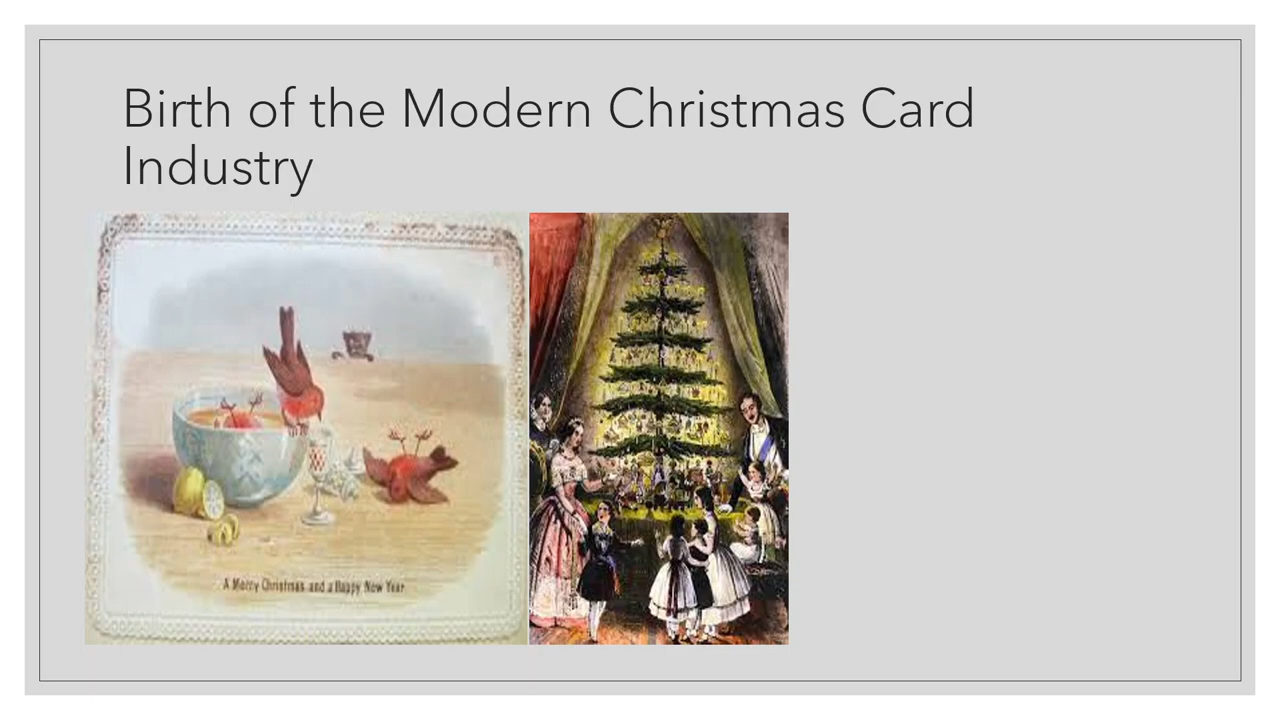 Birth of the Modern Christmas Card
Industry
A Merry Christmas and a Happy New Year